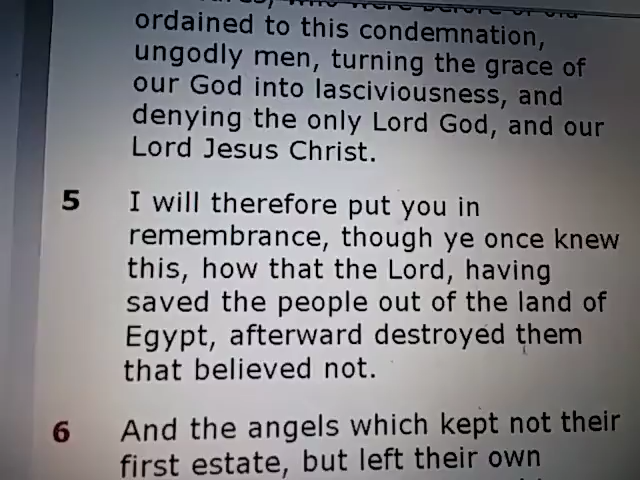 ordained to this condemnation,
ungodly men, turning the grace of
our God into lasciviousness, and
denying the only Lord God, and our
Lord Jesus Christ.
5 I will therefore put you in
remembrance, though ye once knew
this, how that the Lord, having
saved the people out of the land of
Egypt, afterward destroyed them
that believed not.
6 And the angels which kept not their
first estate, but left their own